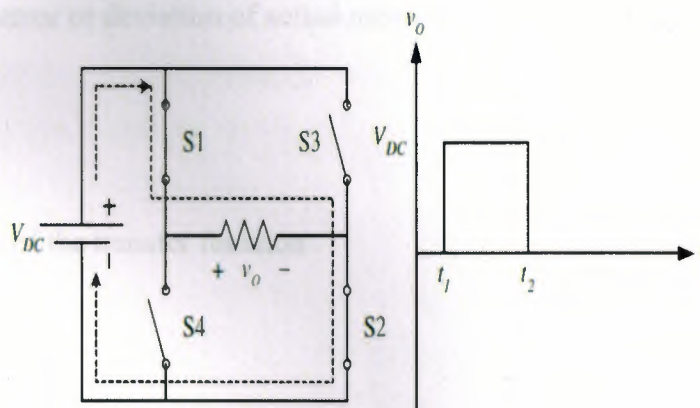 v_O
S1
S3
V_DC
+
V_DC
−
+ v_O −
t_1
t_2
S4
S2